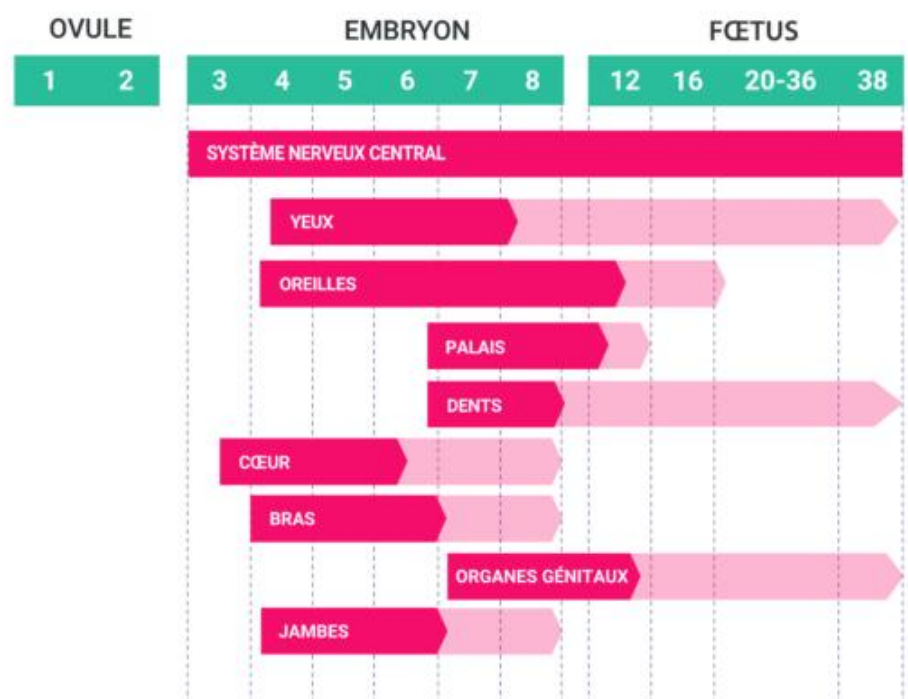 OVULE EMBRYON FŒTUS
1 2 3 4 5 6 7 8 12 16 20-36 38
SYSTÈME NERVEUX CENTRAL
YEUX
OREILLES
PALAIS
DENTS
CŒUR
BRAS
ORGANES GÉNITAUX
JAMBES